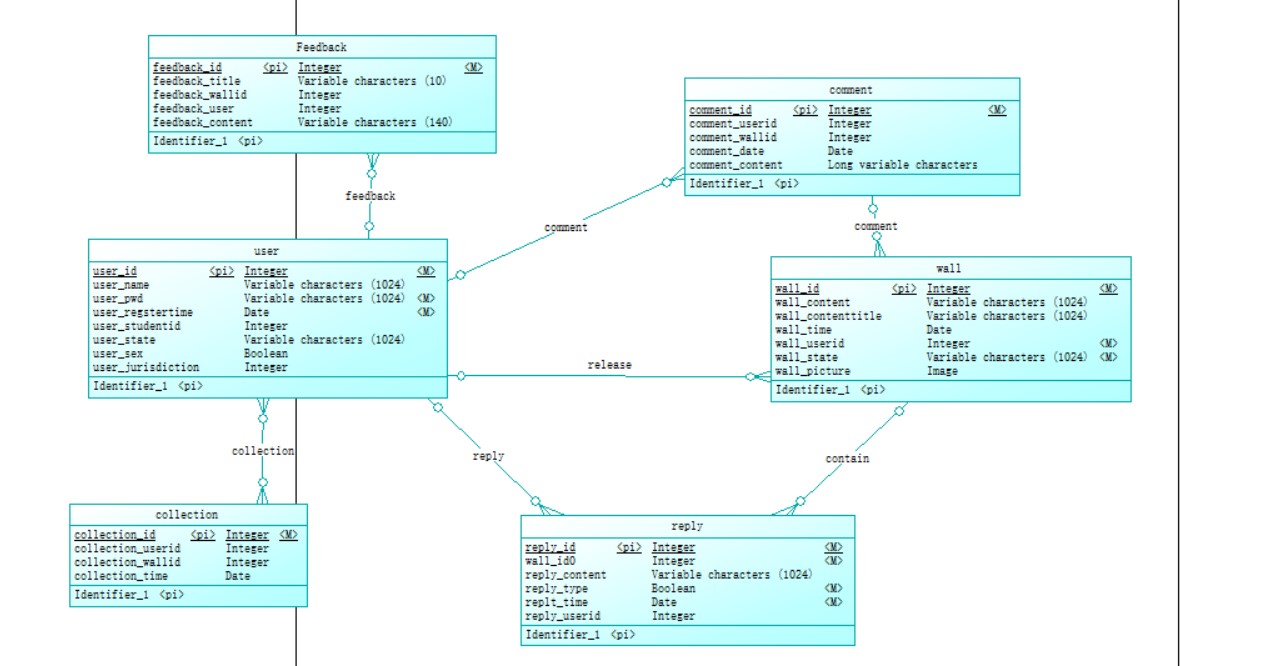 Feedback
feedback_id <pi> Integer <M>
feedback_title Variable characters (10)
feedback_wallid Integer
feedback_user Integer
feedback_content Variable characters (140)
Identifier_1 <pi>
comment
comment_id <pi> Integer <M>
comment_userid Integer
comment_wallid Integer
comment_date Date
comment_content Long variable characters
Identifier_1 <pi>
feedback
comment
comment
user
user_id <pi> Integer <M>
user_name Variable characters (1024)
user_pwd Variable characters (1024) <M>
user_regstertime Date <M>
user_studentid Integer
user_state Variable characters (1024)
user_sex Boolean
user_jurisdiction Integer
Identifier_1 <pi>
wall
wall_id <pi> Integer <M>
wall_content Variable characters (1024)
wall_contenttitle Variable characters (1024)
wall_time Date
wall_userid Integer <M>
wall_state Variable characters (1024) <M>
wall_picture Image
Identifier_1 <pi>
release
collection
reply
contain
collection
collection_id <pi> Integer <M>
collection_userid Integer
collection_wallid Integer
collection_time Date
Identifier_1 <pi>
reply
reply_id <pi> Integer <M>
wall_id0 Integer <M>
reply_content Variable characters (1024)
reply_type Boolean <M>
replt_time Date <M>
reply_userid Integer
Identifier_1 <pi>